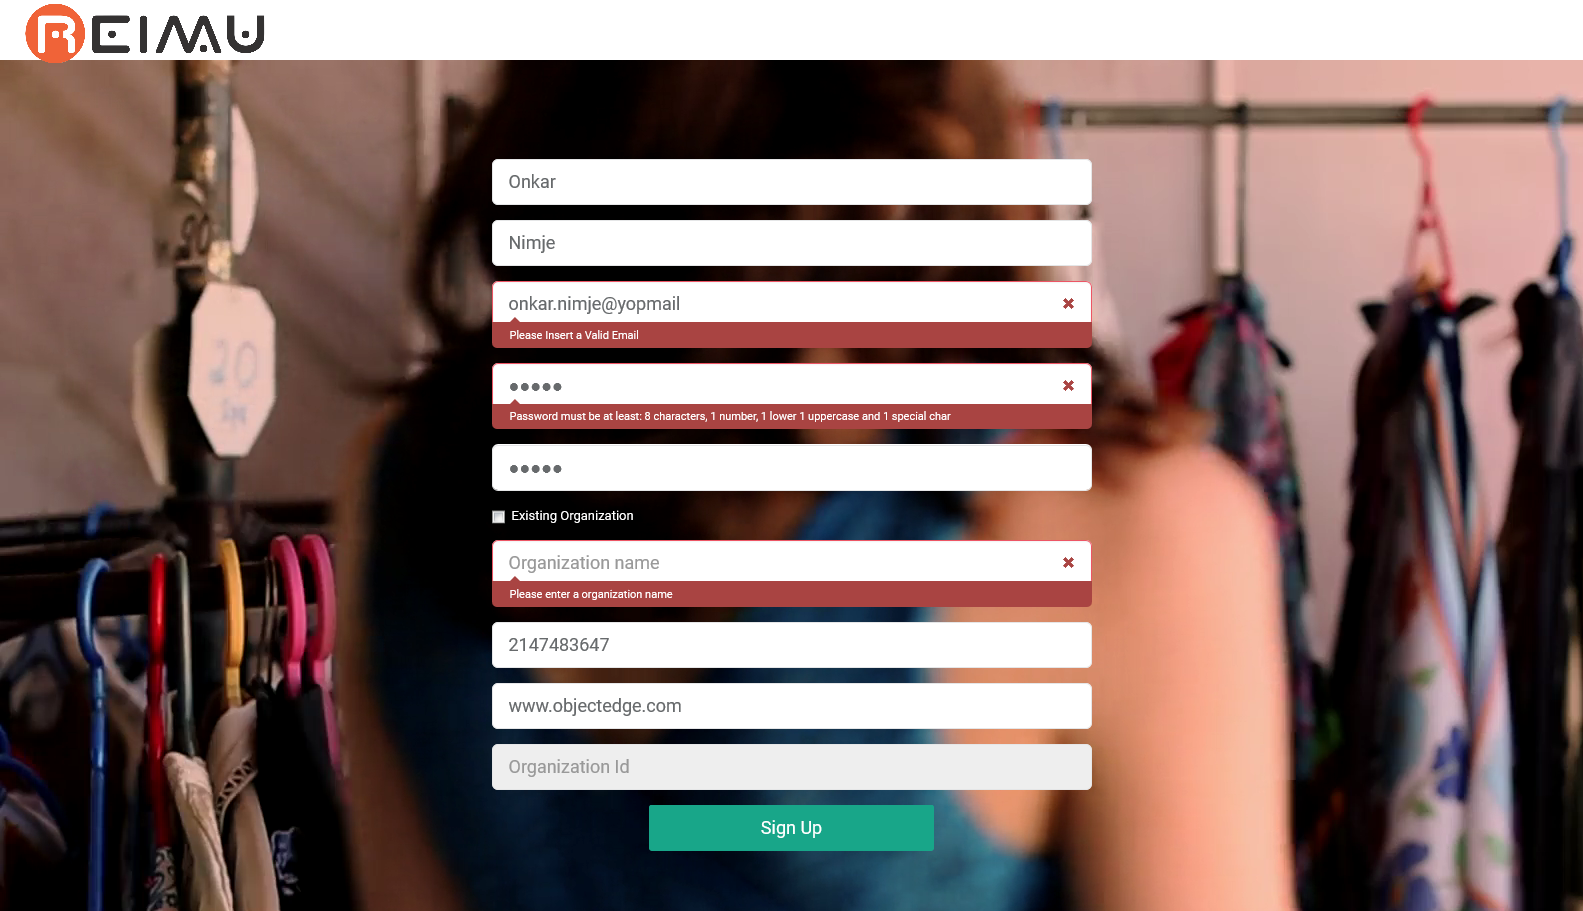 REIMU
Onkar
Nimje
onkar.nimje@yopmail
Please Insert a Valid Email
●●●●●
Password must be at least: 8 characters, 1 number, 1 lower 1 uppercase and 1 special char
●●●●●
Existing Organization
Organization name
Please enter a organization name
2147483647
www.objectedge.com
Organization Id
Sign Up
20